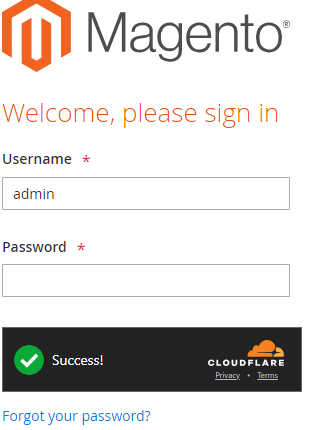 Magento®
Welcome, please sign in
Username *
admin
Password *
Success!
CLOUDFLARE
Privacy • Terms
Forgot your password?